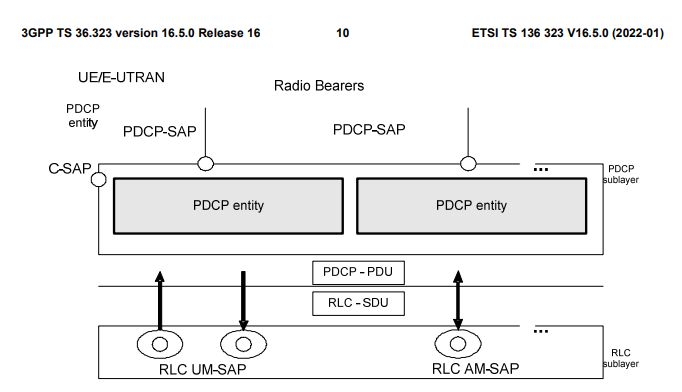 3GPP TS 36.323 version 16.5.0 Release 16 10 ETSI TS 136 323 V16.5.0 (2022-01)
UE/E-UTRAN
Radio Bearers
PDCP
entity
PDCP-SAP
PDCP-SAP
C-SAP
...
PDCP
sublayer
PDCP entity
PDCP entity
PDCP - PDU
RLC - SDU
...
RLC UM-SAP
RLC AM-SAP
RLC
sublayer